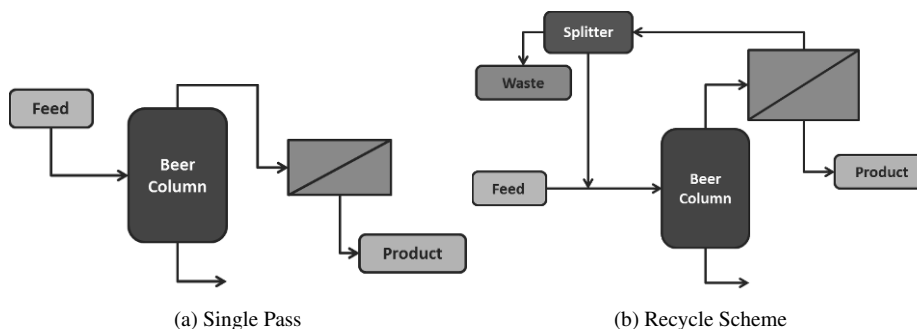 Feed
Beer
Column
Product
(a) Single Pass
Splitter
Waste
Feed
Beer
Column
Product
(b) Recycle Scheme